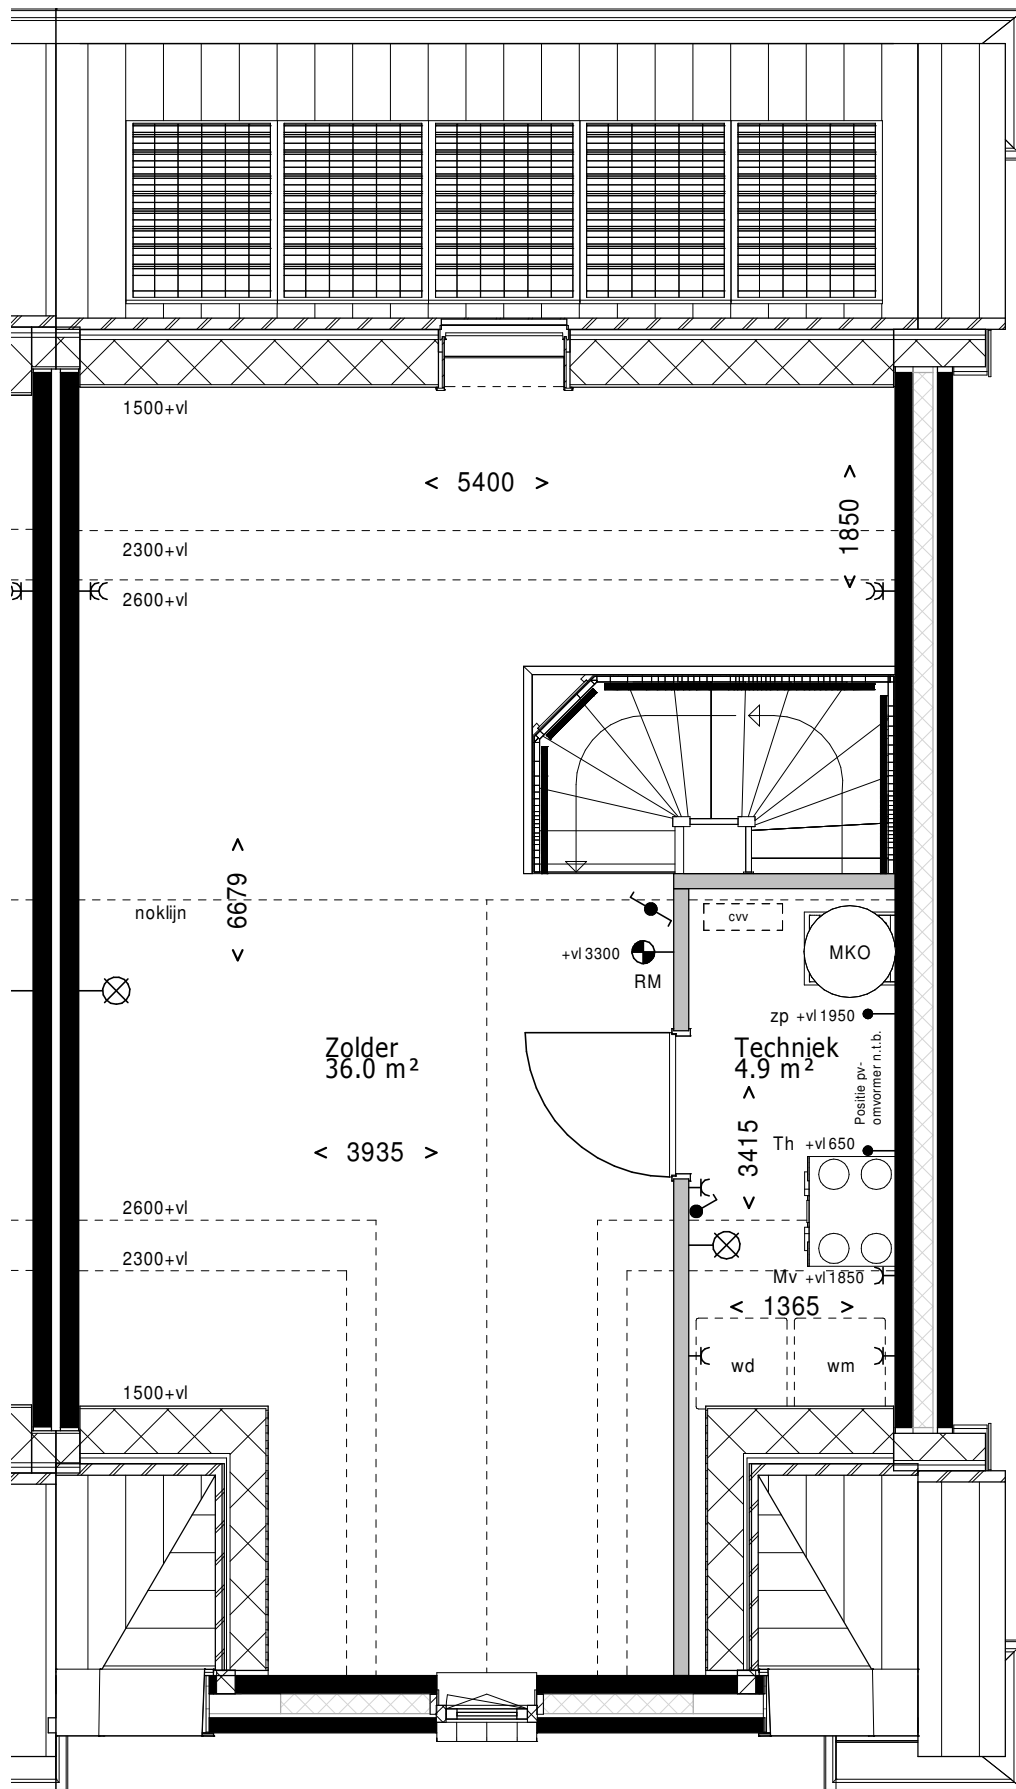 1500+vl
< 5400 >
< 1850 >
2300+vl
2600+vl
< 6679 >
noklijn
cvv
+vl 3300
RM
MKO
zp +vl 1950
Zolder
36.0 m²
Techniek
4.9 m²
Positie pv-
omvormer n.t.b.
< 3935 >
< 3415 >
Th +vl 650
2600+vl
2300+vl
Mv +vl 1850
< 1365 >
wd
wm
1500+vl